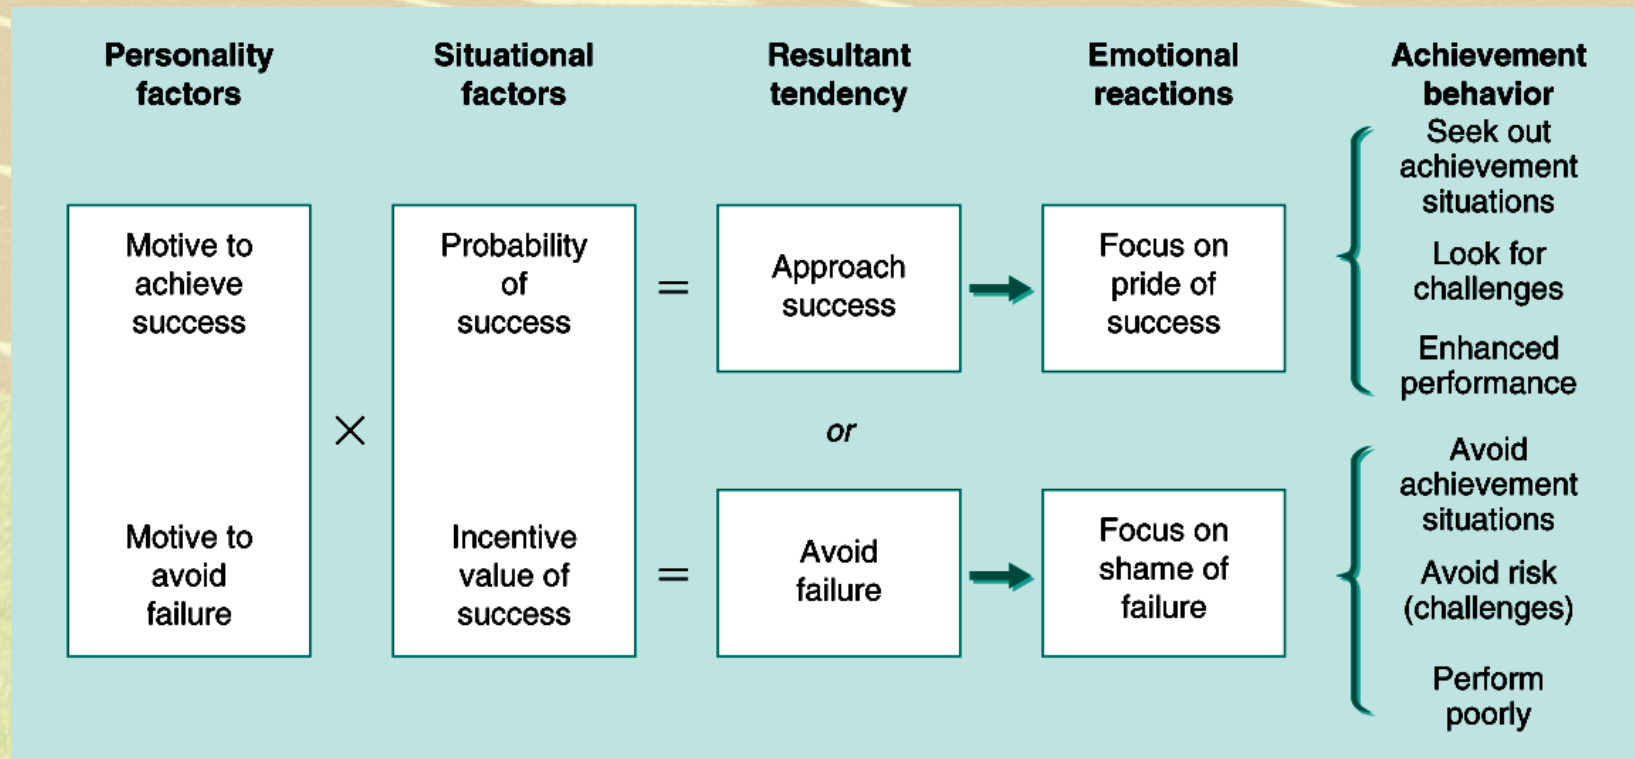 Personality
factors
Situational
factors
Resultant
tendency
Emotional
reactions
Achievement
behavior
Motive to
achieve
success
Motive to
avoid
failure
×
Probability
of
success
Incentive
value of
success
=
=
Approach
success
or
Avoid
failure
Focus on
pride of
success
Focus on
shame of
failure
Seek out
achievement
situations
Look for
challenges
Enhanced
performance
Avoid
achievement
situations
Avoid risk
(challenges)
Perform
poorly